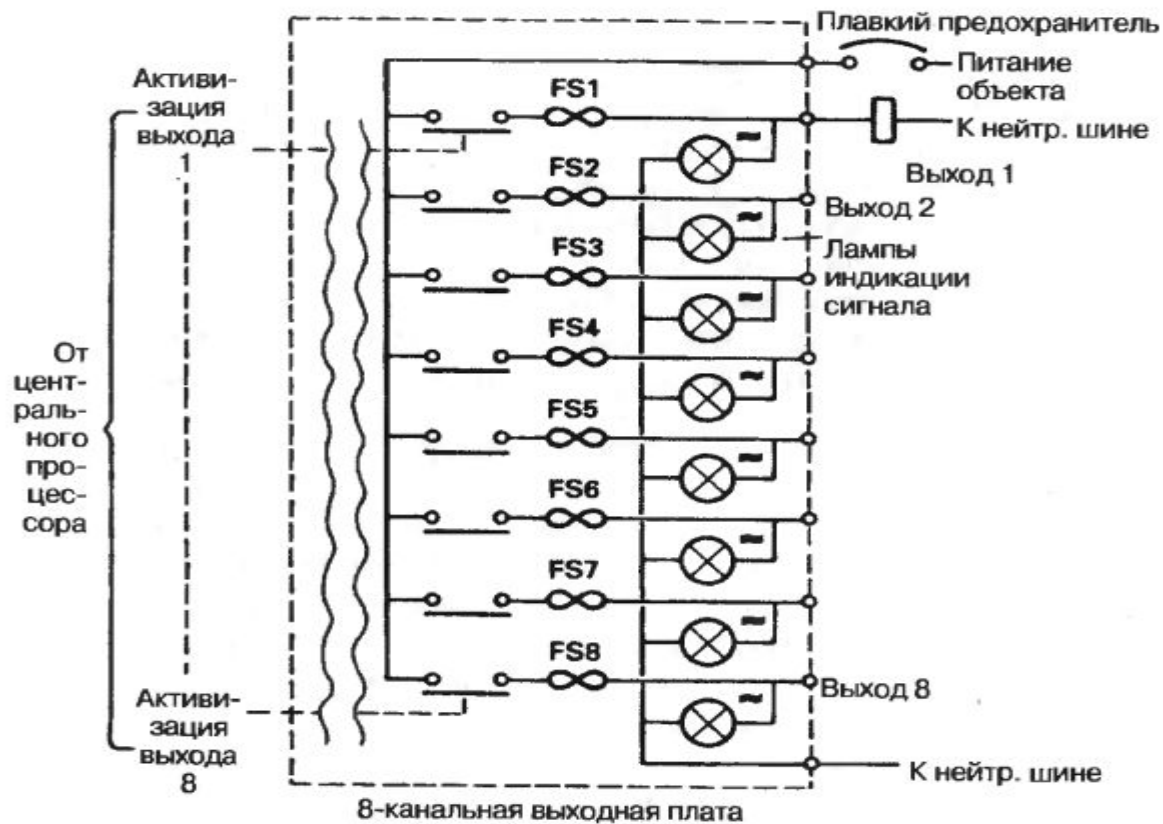 Плавкий предохранитель
Питание
объекта
Активи-
зация
выхода
1
FS1
≈
К нейтр. шине
Выход 1
FS2
≈
Выход 2
Лампы
индикации
сигнала
FS3
≈
FS4
≈
От
цент-
раль-
ного
про-
цес-
сора
FS5
≈
FS6
≈
FS7
≈
FS8
≈
Выход 8
Активи-
зация
выхода
8
К нейтр. шине
8-канальная выходная плата